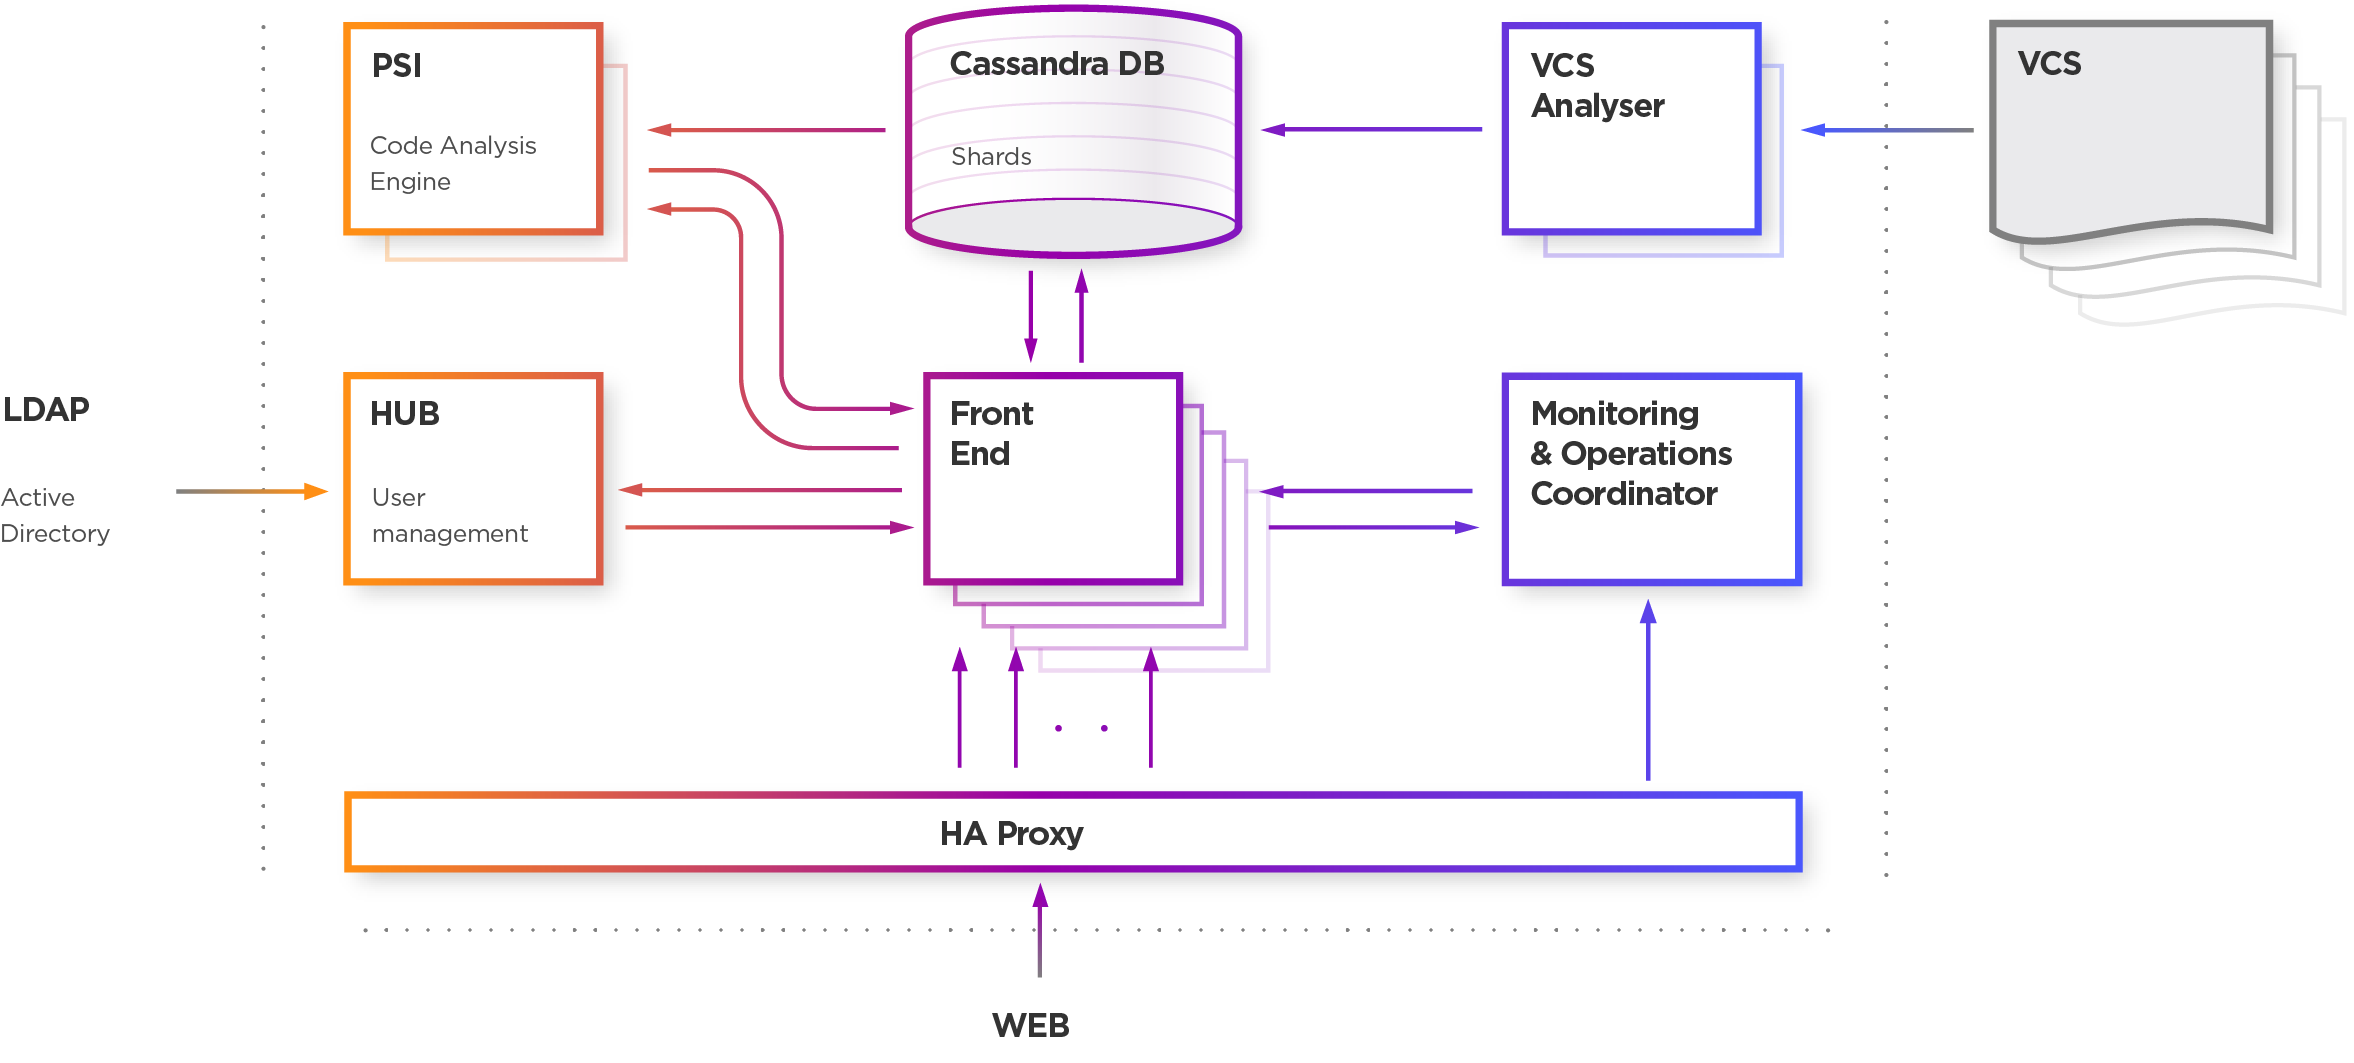 PSI
Code Analysis
Engine
Cassandra DB
Shards
VCS
Analyser
VCS
LDAP
Active
Directory
HUB
User
management
Front
End
Monitoring
& Operations
Coordinator
HA Proxy
WEB